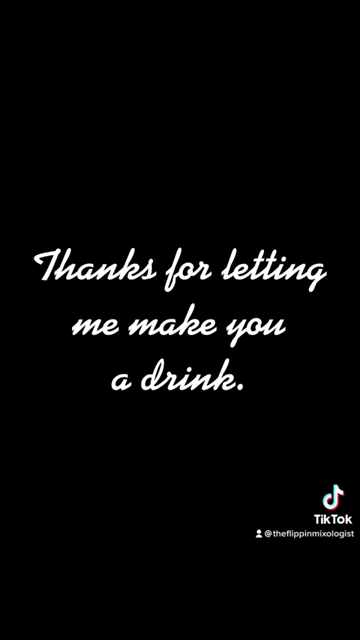 Thanks for letting
me make you
a drink.
TikTok
@theflippinmixologist